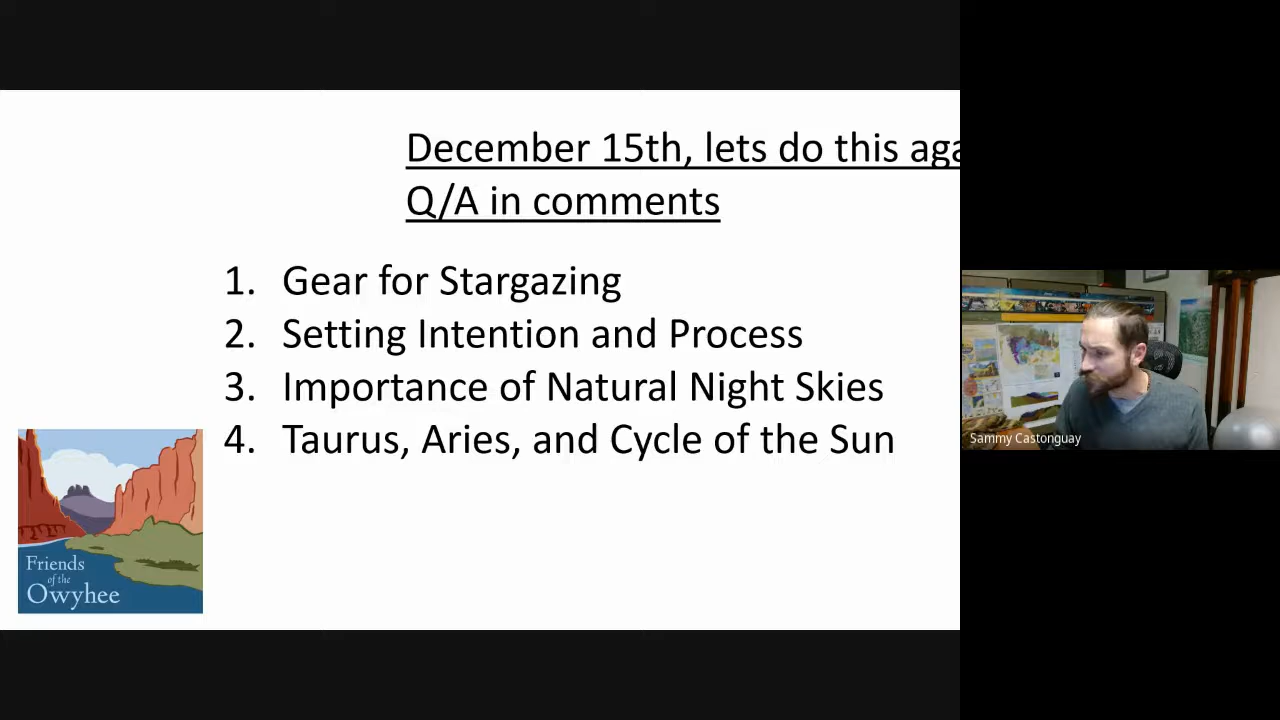 December 15th, lets do this aga
Q/A in comments
1. Gear for Stargazing
2. Setting Intention and Process
3. Importance of Natural Night Skies
4. Taurus, Aries, and Cycle of the Sun
Friends
of the
Owyhee
Sammy Castonguay